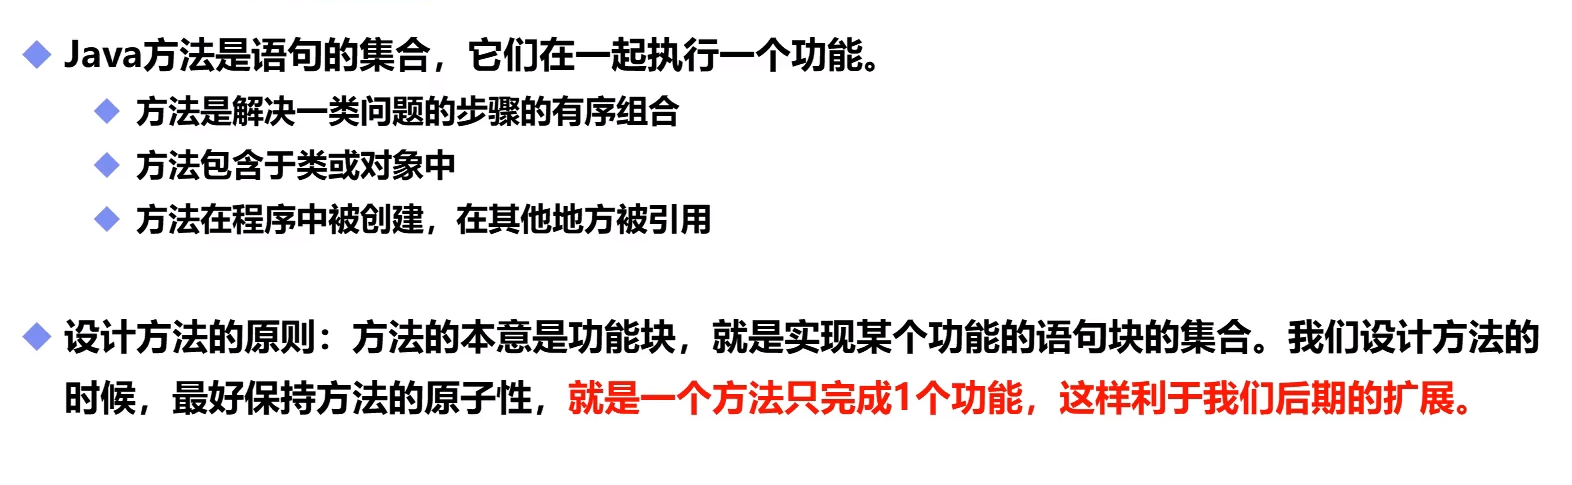 Java方法是语句的集合，它们在一起执行一个功能。
方法是解决一类问题的步骤的有序组合
方法包含于类或对象中
方法在程序中被创建，在其他地方被引用
设计方法的原则：方法的本意是功能块，就是实现某个功能的语句块的集合。我们设计方法的
时候，最好保持方法的原子性，就是一个方法只完成1个功能，这样利于我们后期的扩展。